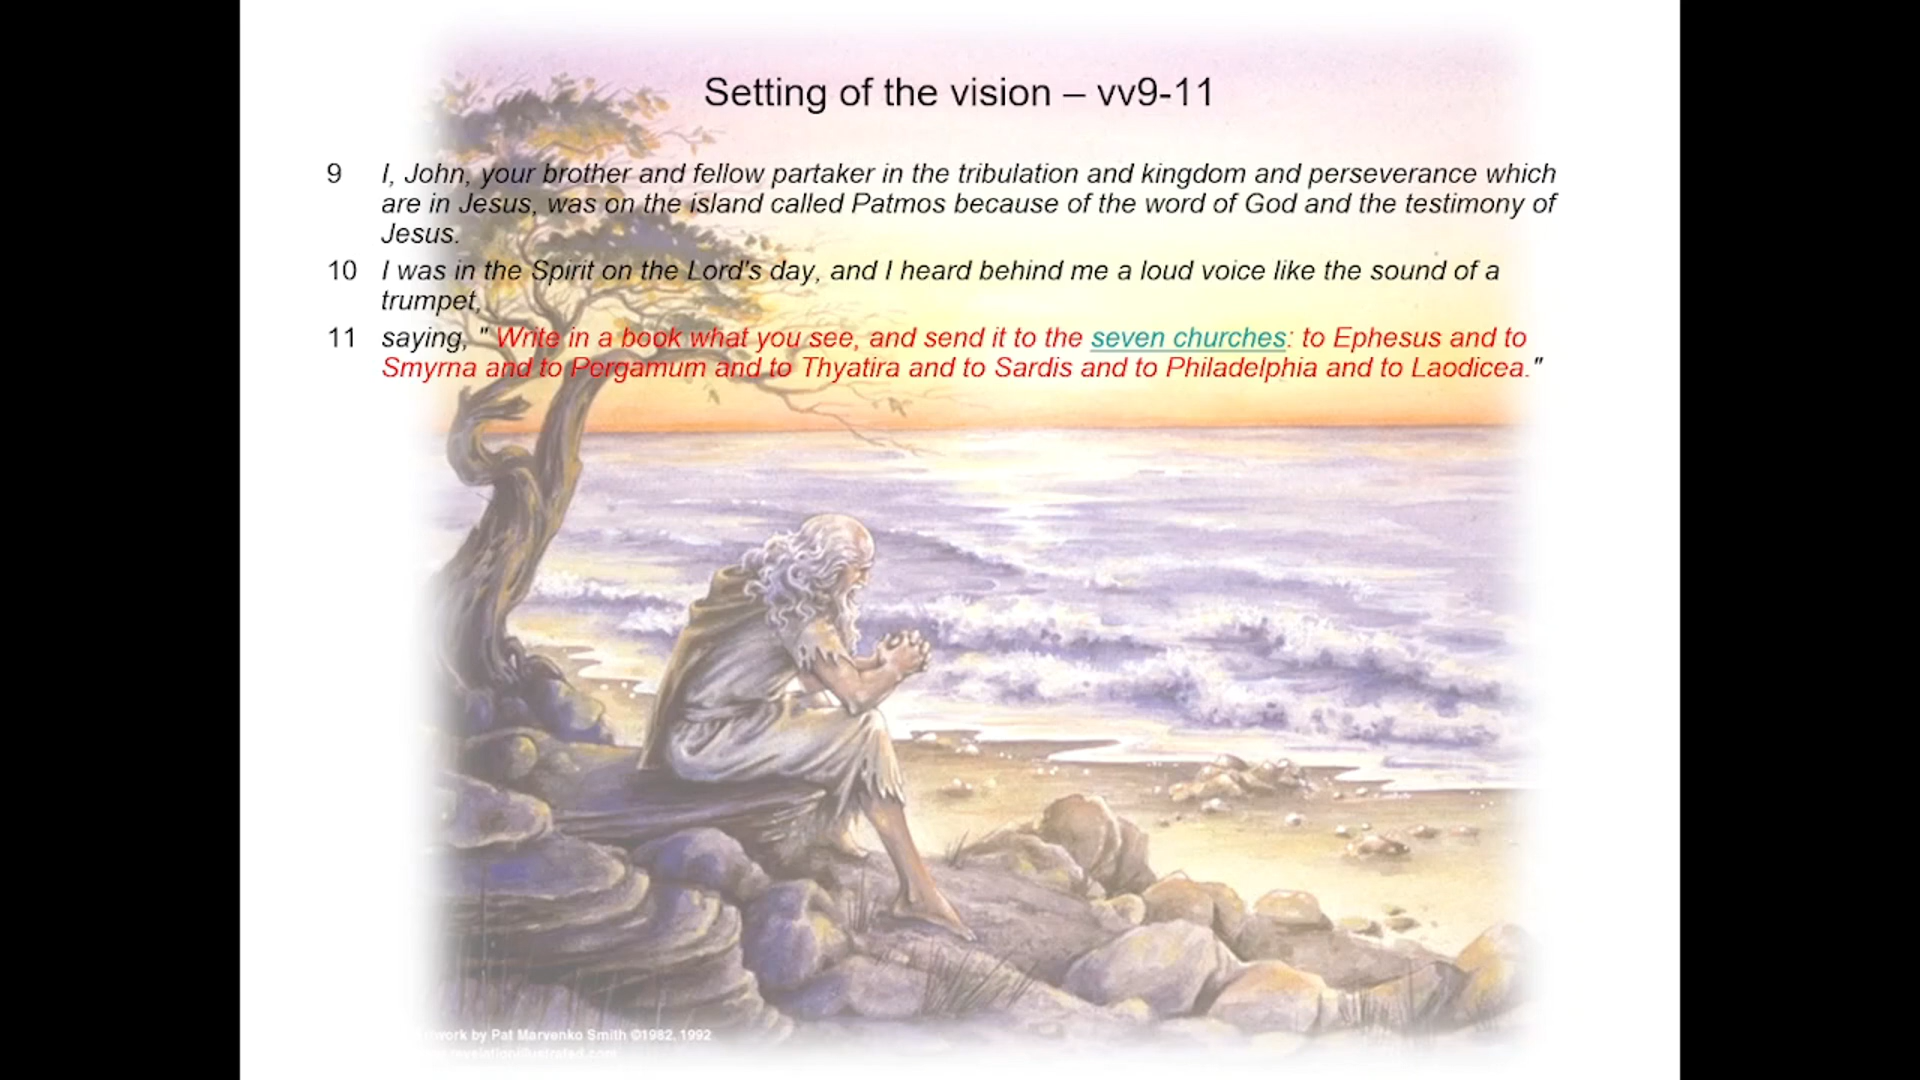 Setting of the vision – vv9-11
9 I, John, your brother and fellow partaker in the tribulation and kingdom and perseverance which
are in Jesus, was on the island called Patmos because of the word of God and the testimony of
Jesus.
10 I was in the Spirit on the Lord's day, and I heard behind me a loud voice like the sound of a
trumpet,
11 saying, " Write in a book what you see, and send it to the seven churches: to Ephesus and to
Smyrna and to Pergamum and to Thyatira and to Sardis and to Philadelphia and to Laodicea."
by Pat Marvenko Smith ©1982, 1992
revelationillustrated.com